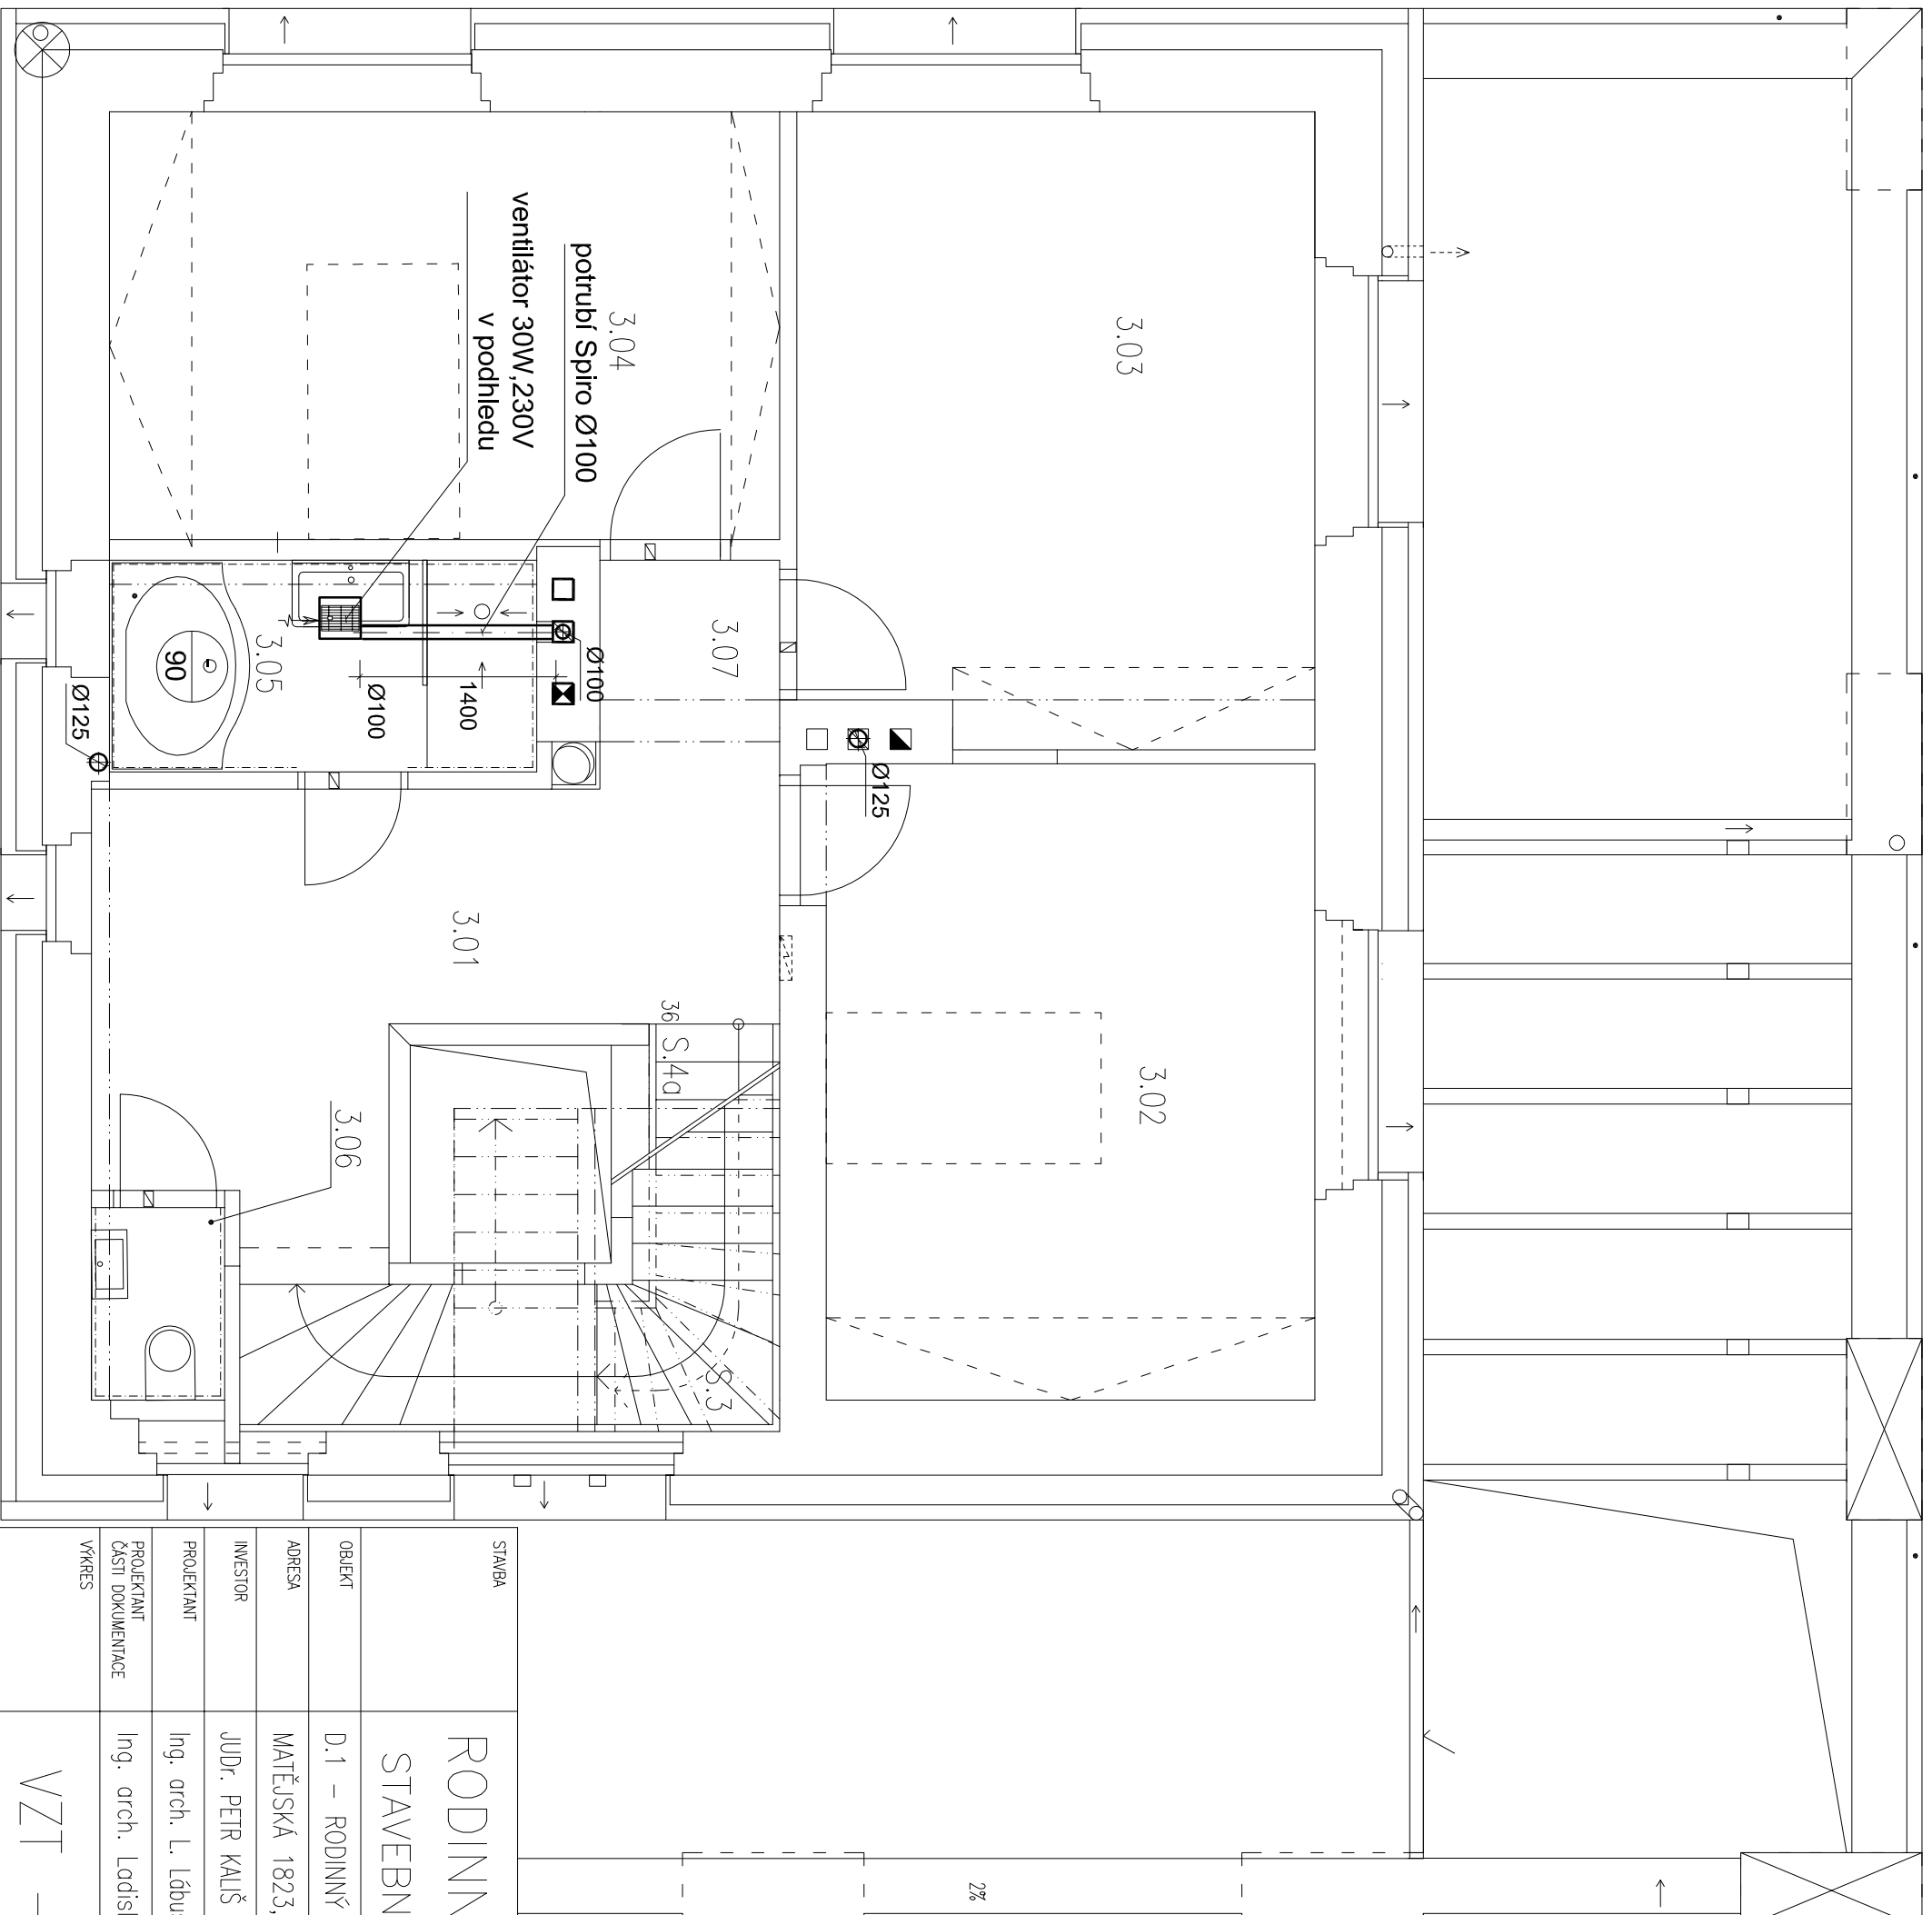 3.03
3.04
potrubí Spiro Ø100
ventilátor 30W,230V
v podhledu
3.07
Ø100
3.05
90
Ø100
1400
Ø125
Ø125
3.01
3.02
36 S.4a
3.06
S.3
2%
STAVBA
RODINN
STAVEBN
OBJEKT
D.1 – RODINNÝ
ADRESA
MATĚJSKÁ 1823,
INVESTOR
JUDr. PETR KALIŠ
PROJEKTANT
Ing. arch. L. Lábus
PROJEKTANT
ČÁSTI DOKUMENTACE
Ing. arch. Ladisl
VÝKRES
VZT –